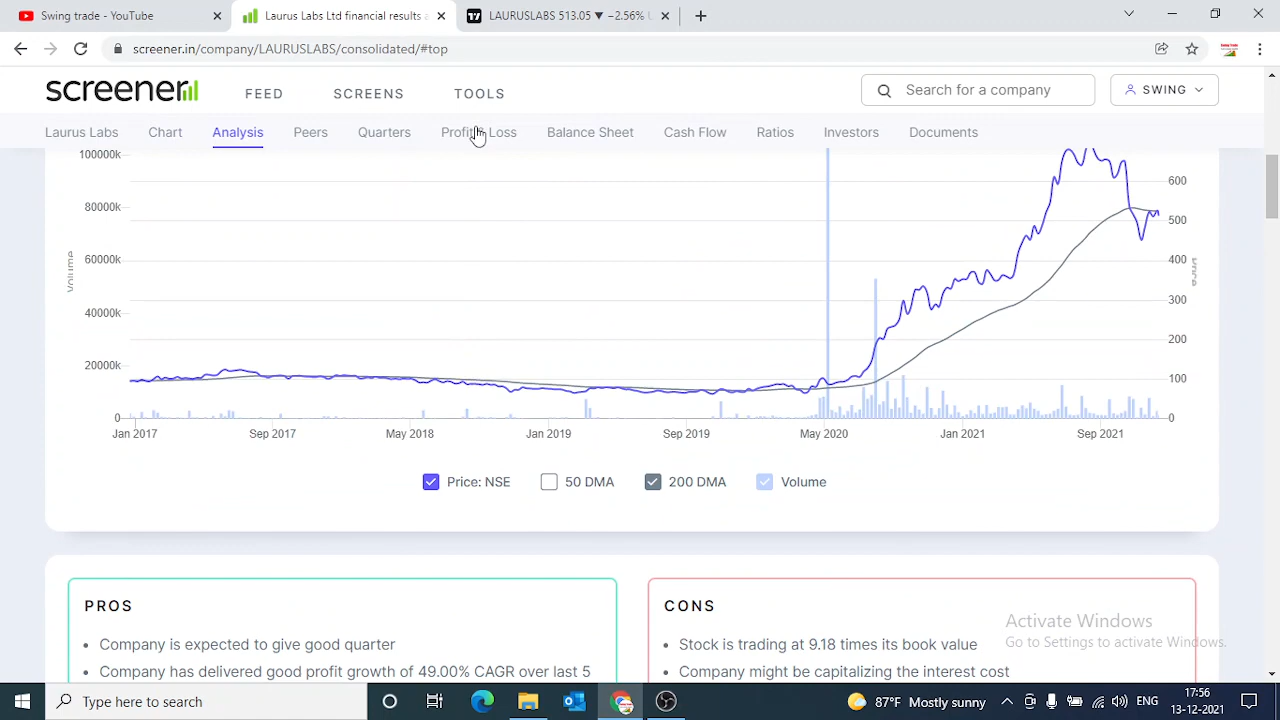 Swing trade - YouTube
Laurus Labs Ltd financial results a
LAURUSLABS 513.05 ▼ −2.56% U
screener.in/company/LAURUSLABS/consolidated/#top
screener
FEED
SCREENS
TOOLS
Search for a company
SWING
Laurus Labs
Chart
Analysis
Peers
Quarters
Profit & Loss
Balance Sheet
Cash Flow
Ratios
Investors
Documents
100000k
80000k
60000k
40000k
20000k
0
Volume
600
500
400
300
200
100
0
Jan 2017
Sep 2017
May 2018
Jan 2019
Sep 2019
May 2020
Jan 2021
Sep 2021
Price: NSE
50 DMA
200 DMA
Volume
PROS
Company is expected to give good quarter
Company has delivered good profit growth of 49.00% CAGR over last 5
CONS
Stock is trading at 9.18 times its book value
Company might be capitalizing the interest cost
Activate Windows
Go to Settings to activate Windows.
Type here to search
87°F Mostly sunny
ENG
17:56
13-12-2021